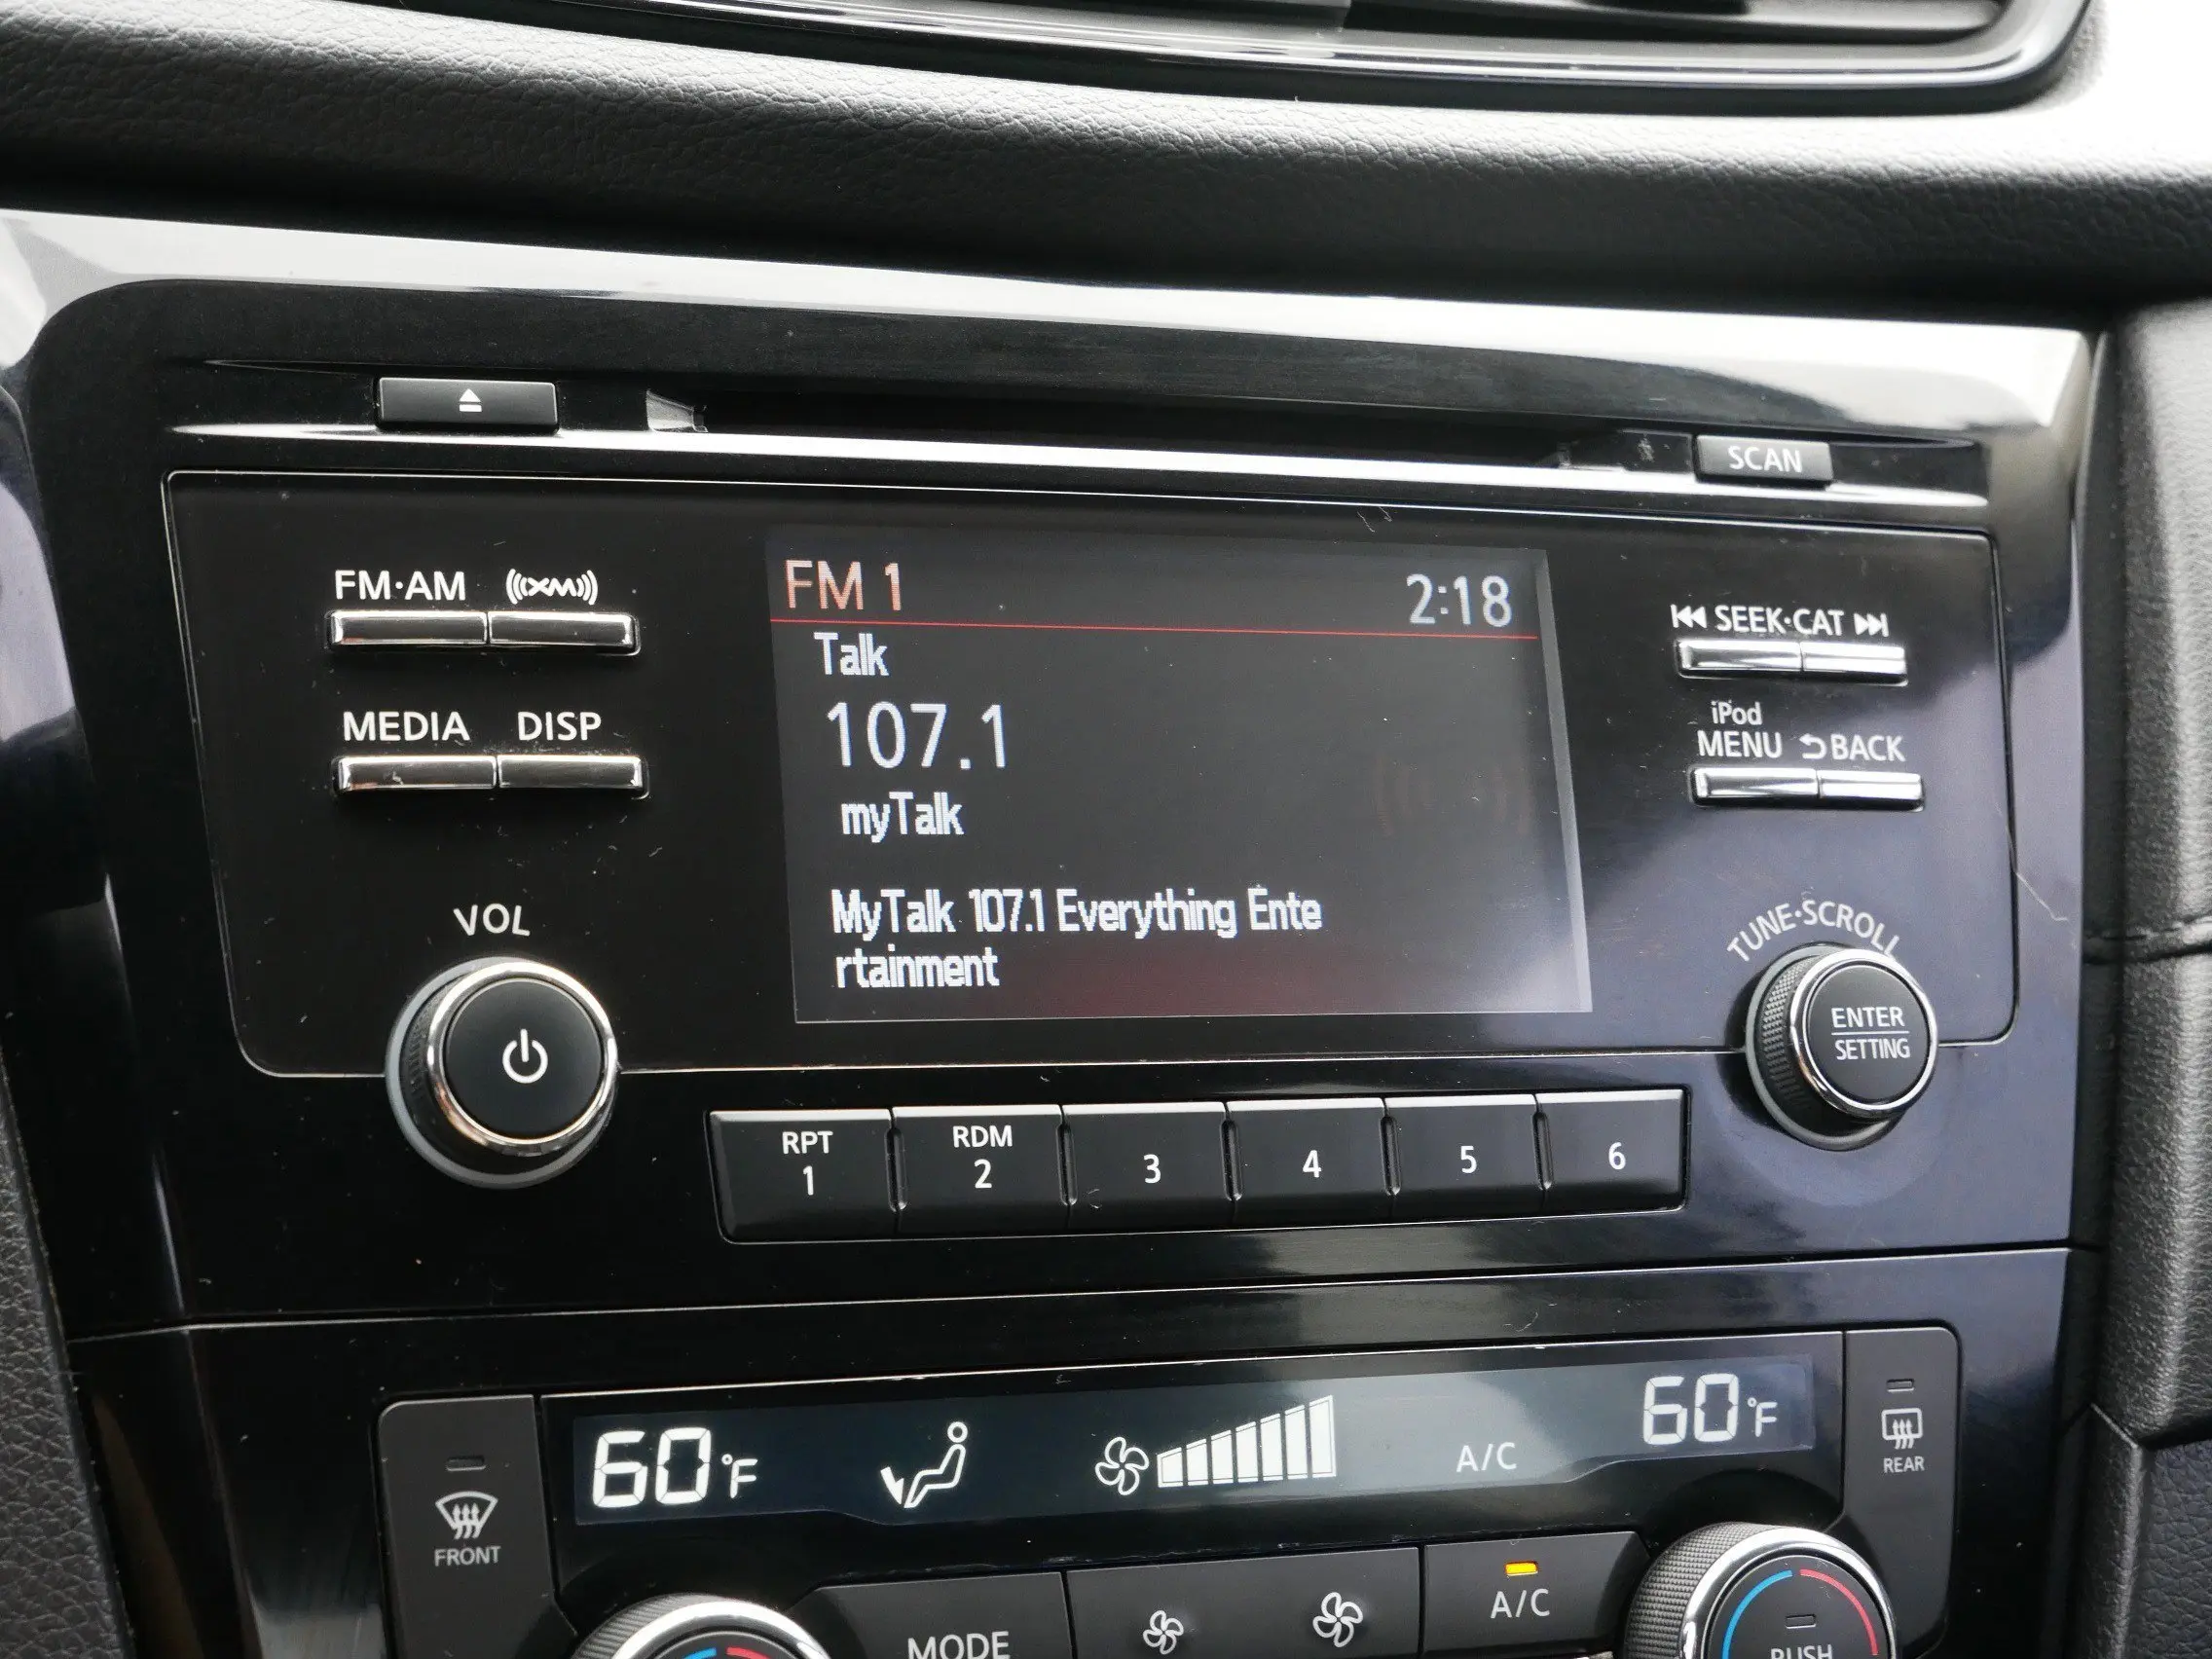 SCAN
FM·AM
XM
FM 1
2:18
SEEK·CAT
Talk
107.1
iPod
MEDIA
DISP
MENU
BACK
myTalk
MyTalk 107.1 Everything Ente
rtainment
VOL
TUNE·SCROLL
ENTER
SETTING
RPT
1
RDM
2
3
4
5
6
60°F
A/C
60°F
REAR
FRONT
MODE
A/C
PUSH